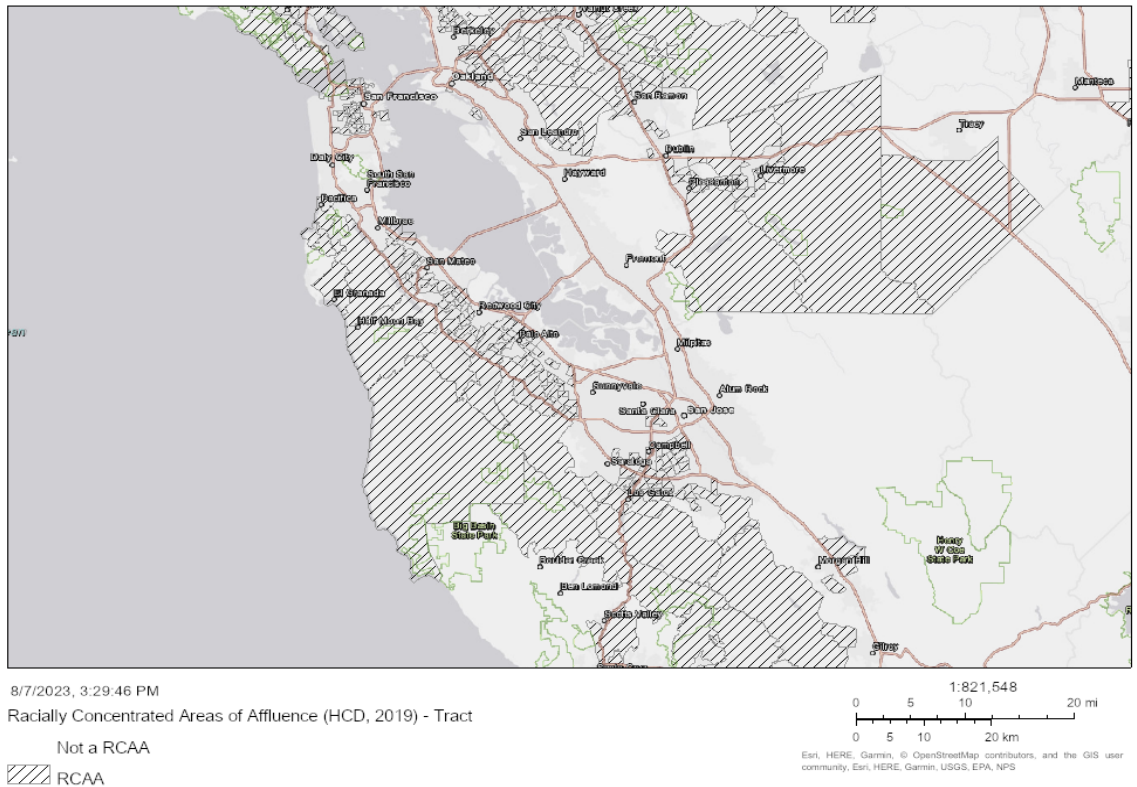 Walnut Creek
Berkeley
Oakland
Manteca
San Francisco
San Ramon
Tracy
San Leandro
Daly City
Dublin
Hayward
South San
Francisco
Pleasanton
Livermore
Pacifica
Millbrae
San Mateo
Fremont
El Granada
Redwood City
Half Moon Bay
Palo Alto
Milpitas
Sunnyvale
Alum Rock
Santa Clara
San Jose
Campbell
Saratoga
Los Gatos
Big Basin
State Park
Henry
W Coe
State Park
Boulder Creek
Morgan Hill
Ben Lomond
Scotts Valley
Gilroy
8/7/2023, 3:29:46 PM
Racially Concentrated Areas of Affluence (HCD, 2019) - Tract
Not a RCAA
RCAA
1:821,548
0 5 10 20 mi
0 5 10 20 km
Esri, HERE, Garmin, © OpenStreetMap contributors, and the GIS user
community, Esri, HERE, Garmin, USGS, EPA, NPS